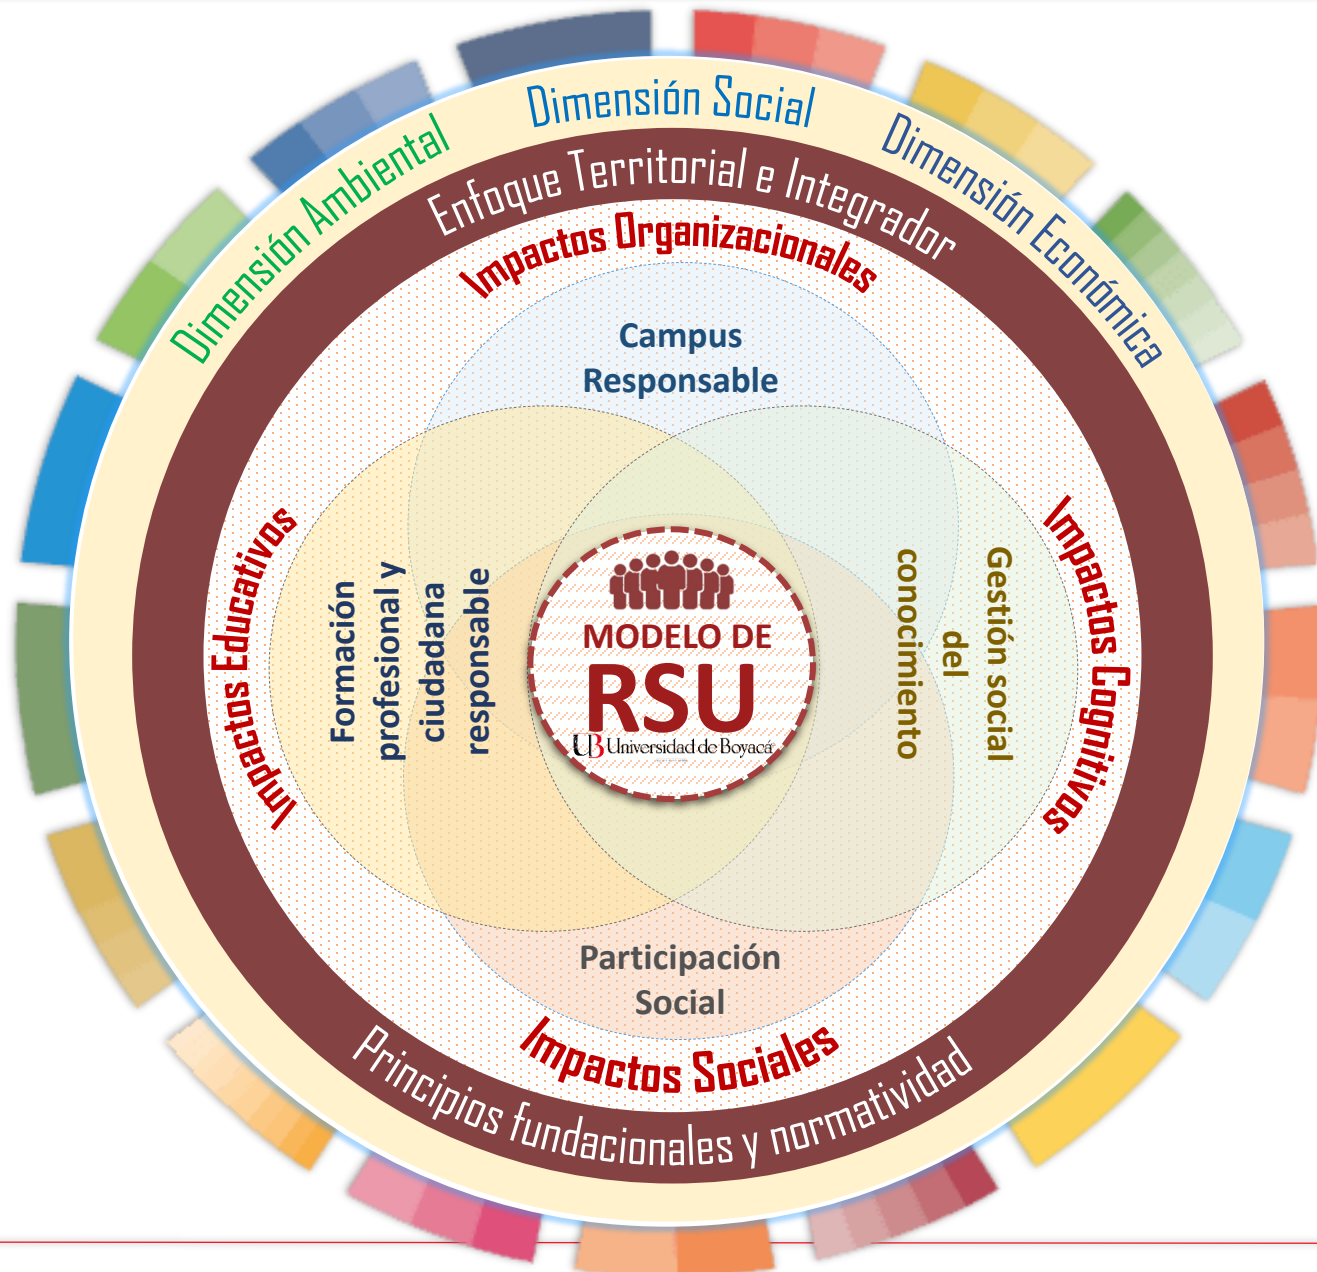 Dimensión Ambiental
Dimensión Social
Dimensión Económica
Enfoque Territorial e Integrador
Impactos Organizacionales
Campus
Responsable
Impactos Educativos
Formación
profesional y
ciudadana
responsable
MODELO DE
RSU
UB Universidad de Boyacá
Gestión social
del
conocimiento
Impactos Cognitivos
Participación
Social
Impactos Sociales
Principios fundacionales y normatividad